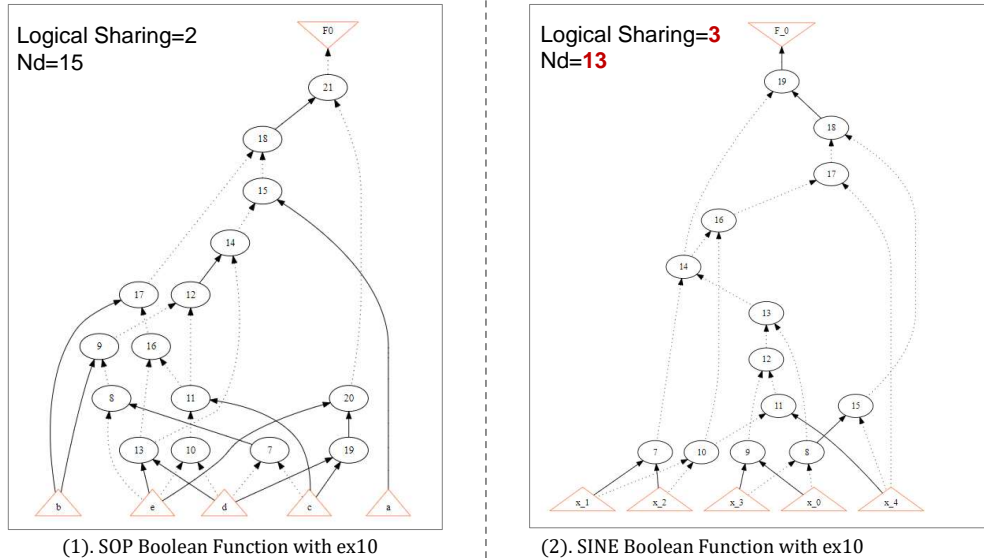 Logical Sharing=2
Nd=15
F0
21
18
15
14
17
12
9
16
8
11
20
13
10
7
19
b
e
d
c
a
(1). SOP Boolean Function with ex10
Logical Sharing=3
Nd=13
F_0
19
18
17
16
14
13
12
11
15
7
10
9
8
x_1
x_2
x_3
x_0
x_4
(2). SINE Boolean Function with ex10